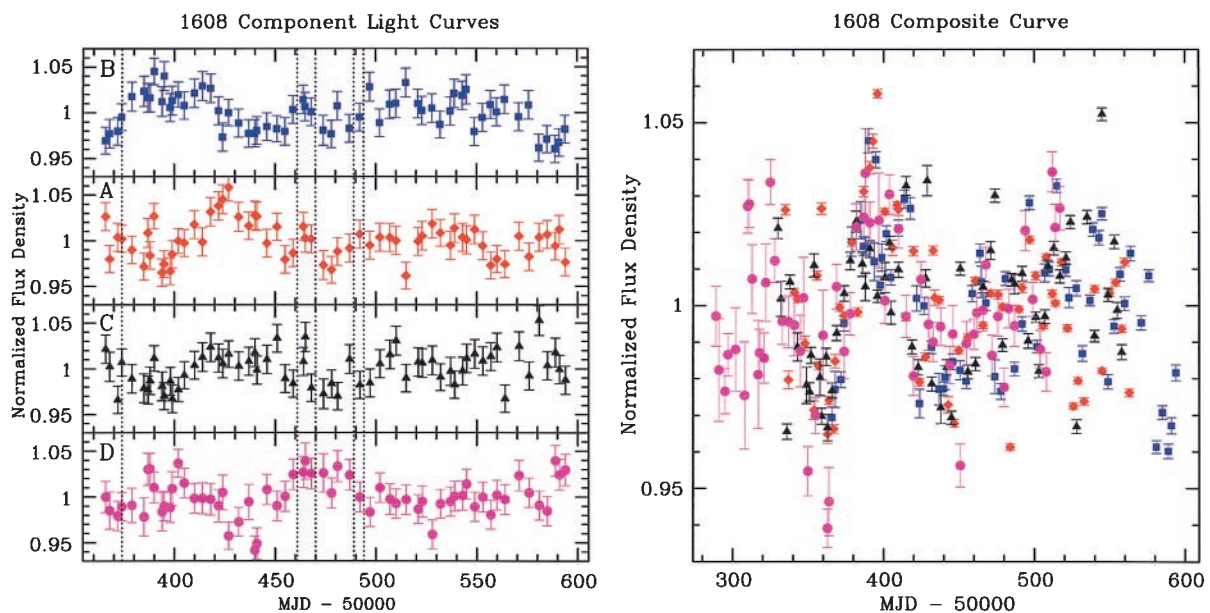 1608 Component Light Curves
Normalized Flux Density
B
1.05
1
0.95
A
1.05
1
0.95
C
1.05
1
0.95
D
1.05
1
0.95
400
500
600
MJD - 50000
1608 Composite Curve
Normalized Flux Density
1.05
1
0.95
300
400
500
600
MJD - 50000